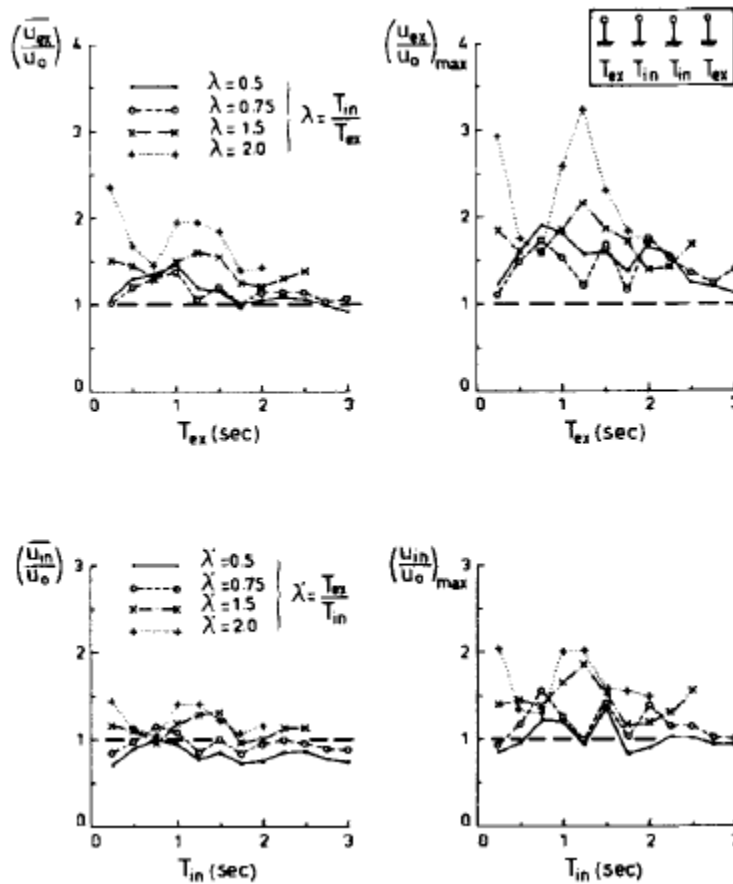 (u̅e̅x̅/uo)
4
3
2
1
0
λ=0.5
λ=0.75
λ=1.5
λ=2.0
λ=Tin/Tex
0 1 2 3
Tex (sec)
(uex/uo)max
4
3
2
1
0
Tex Tin Tin Tex
0 1 2
Tex (sec)
(u̅i̅n̅/uo)
3
2
1
0
λ'=0.5
λ'=0.75
λ=1.5
λ=2.0
λ'=Tex/Tin
0 1 2 3
Tin (sec)
(uin/uo)max
3
2
1
0
0 1 2
Tin (sec)